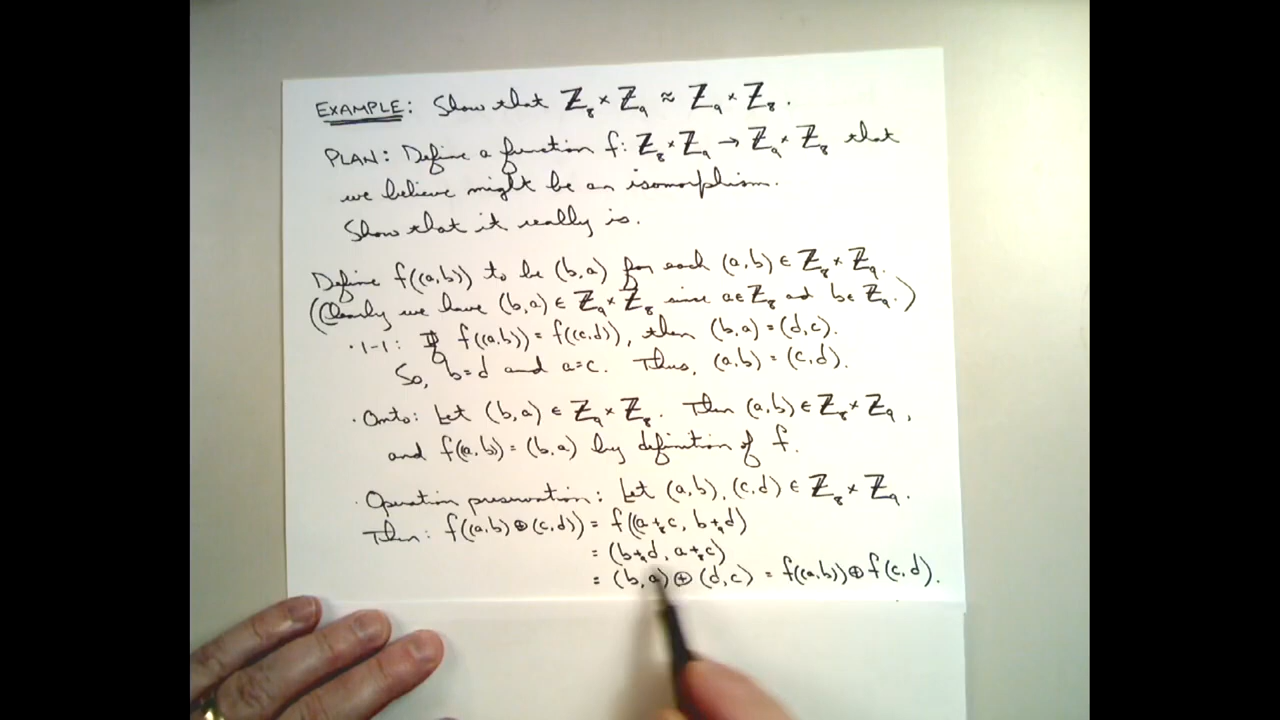 EXAMPLE: Show that ℤ₈ × ℤ₉ ≈ ℤ₉ × ℤ₈.
PLAN: Define a function f: ℤ₈ × ℤ₉ → ℤ₉ × ℤ₈ that
we believe might be an isomorphism.
Show that it really is.
Define f((a,b)) to be (b,a) for each (a,b) ∈ ℤ₈ × ℤ₉.
(Clearly we have (b,a) ∈ ℤ₉ × ℤ₈ since a ∈ ℤ₈ and b ∈ ℤ₉.)
· 1-1: If f((a,b)) = f((c,d)), then (b,a) = (d,c).
So, b=d and a=c. Thus, (a,b) = (c,d).
· Onto: Let (b,a) ∈ ℤ₉ × ℤ₈. Then (a,b) ∈ ℤ₈ × ℤ₉,
and f(a,b) = (b,a) by definition of f.
· Operation preservation: Let (a,b), (c,d) ∈ ℤ₈ × ℤ₉.
Then: f((a,b) ⊕ (c,d)) = f((a +₈ c, b +₉ d)
= (b +₉ d, a +₈ c)
= (b,a) ⊕ (d,c) = f((a,b)) ⊕ f(c,d).